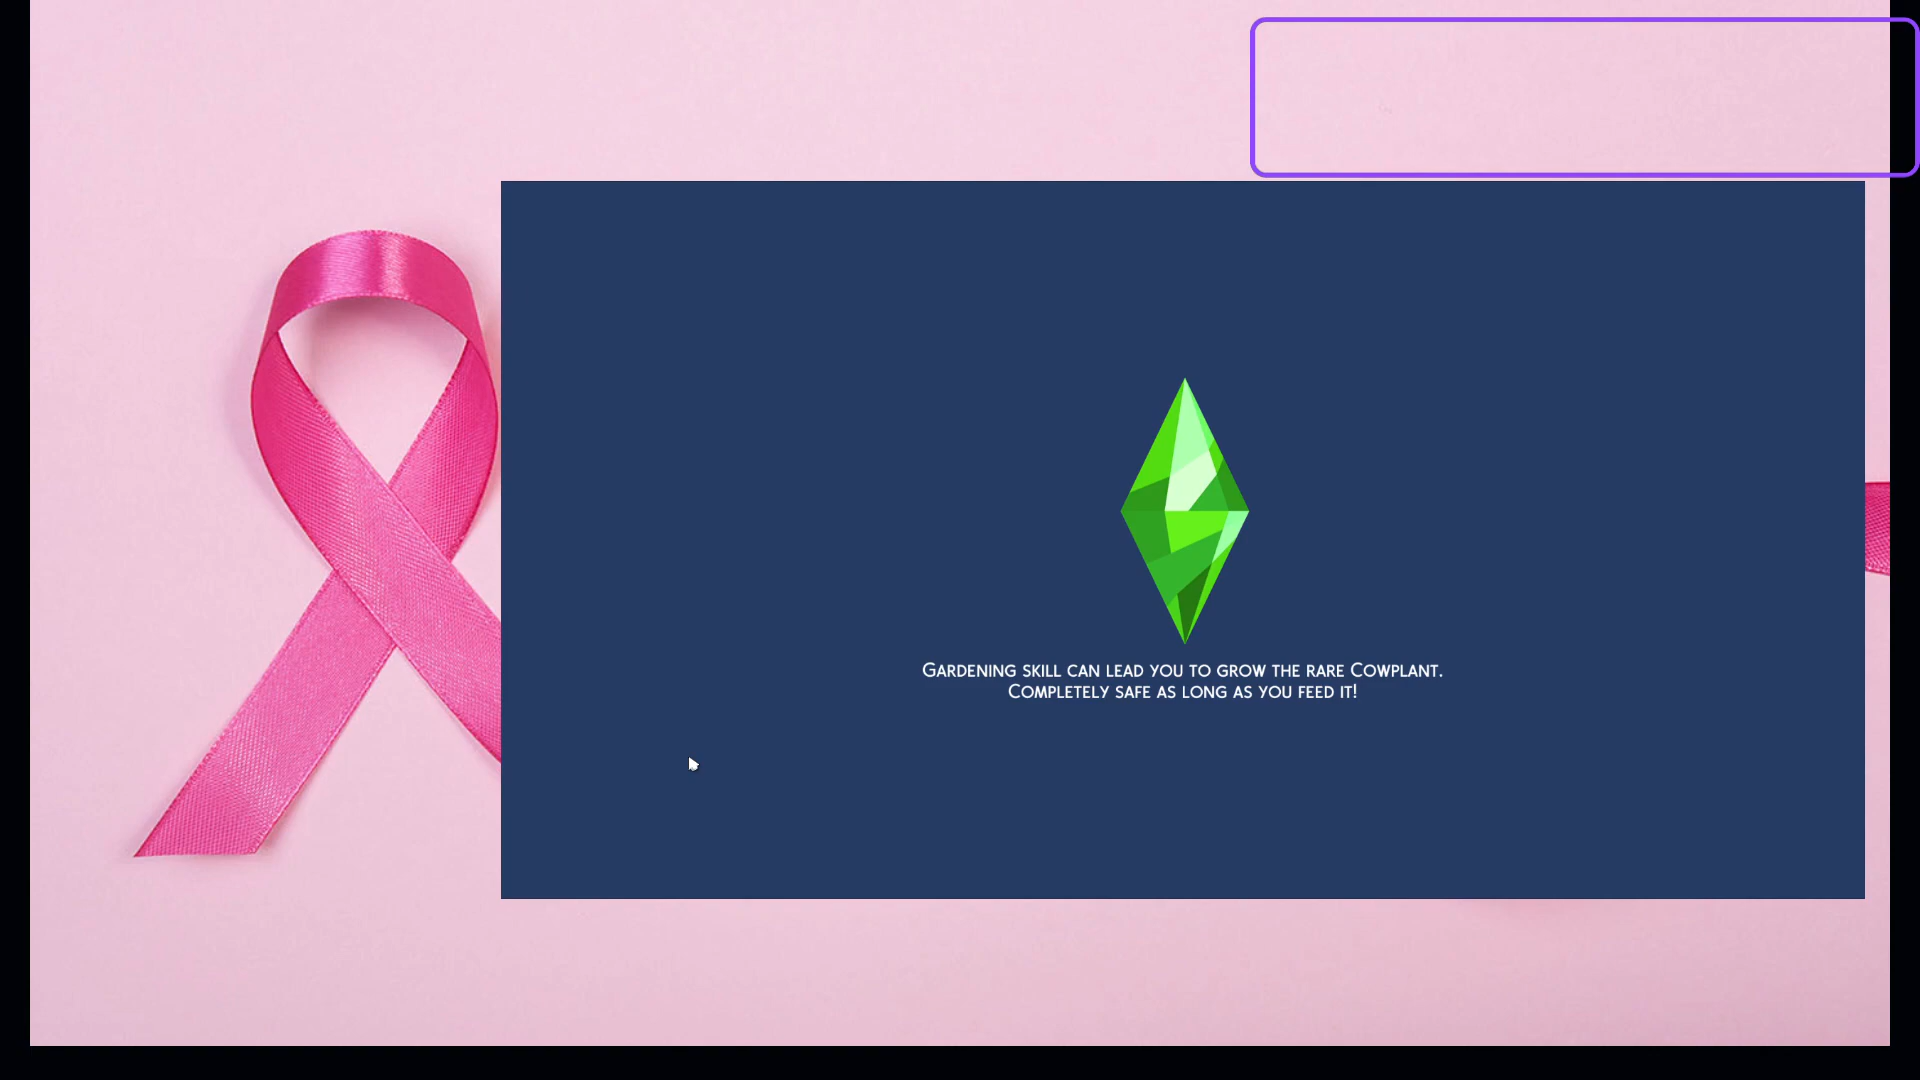 Gardening skill can lead you to grow the rare Cowplant.
Completely safe as long as you feed it!